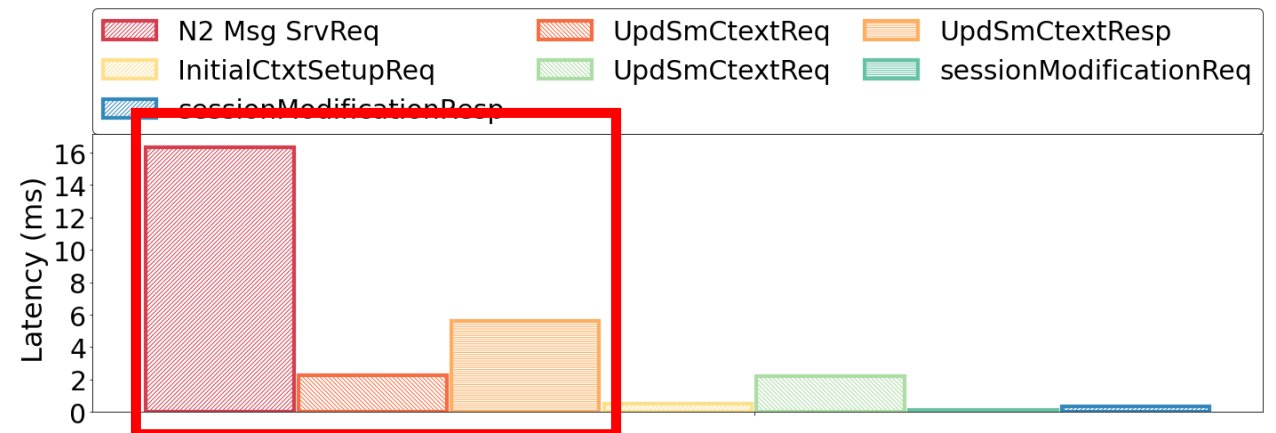 N2 Msg SrvReq UpdSmCtextReq UpdSmCtextResp
InitialCtxtSetupReq UpdSmCtextReq sessionModificationReq
sessionModificationResp
Latency (ms)
16
14
12
10
8
6
4
2
0